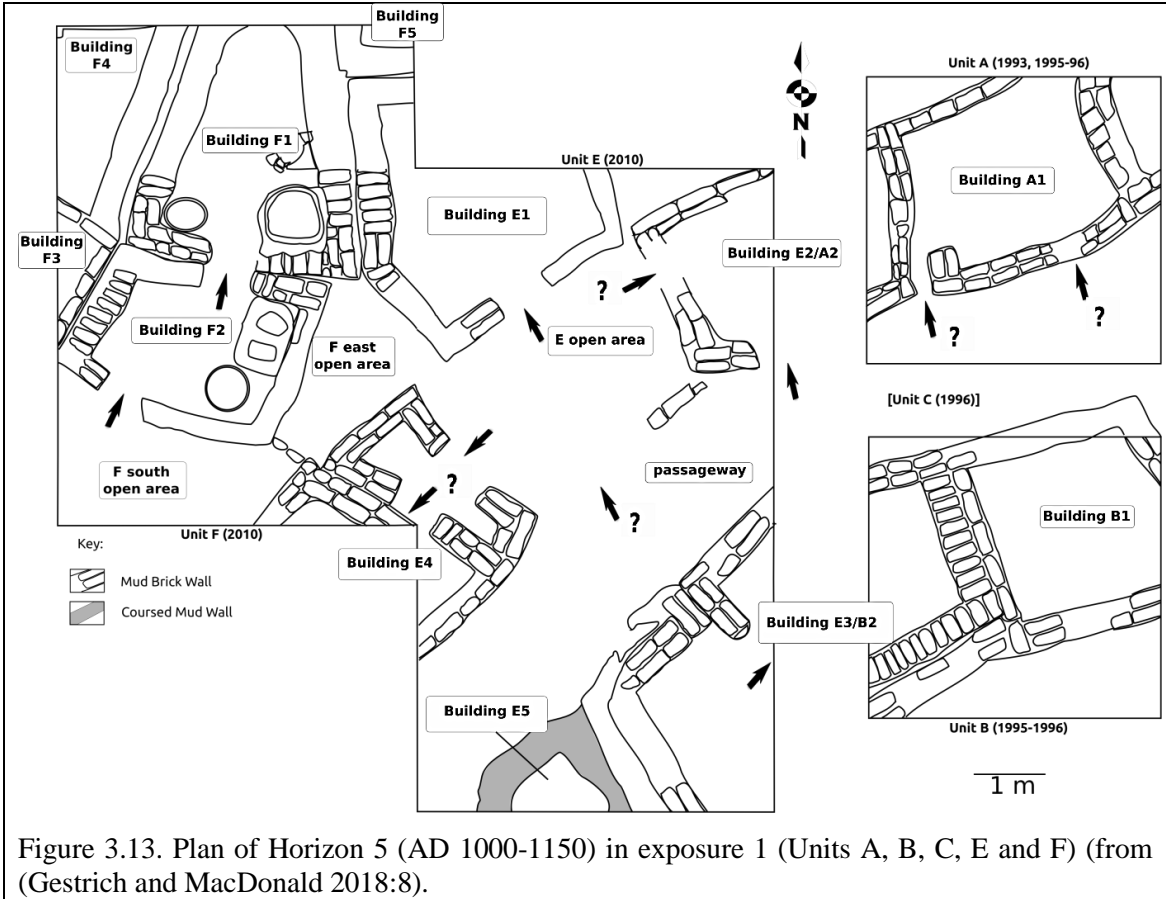 Building
F5
Building
F4
Unit A (1993, 1995-96)
N
Building F1
Unit E (2010)
Building A1
Building E1
Building
F3
Building E2/A2
?
Building F2
E open area
?
?
F east
open area
[Unit C (1996)]
F south
open area
?
passageway
?
Building B1
Unit F (2010)
Key:
Building E4
Mud Brick Wall
Coursed Mud Wall
Building E3/B2
Building E5
Unit B (1995-1996)
1 m
Figure 3.13. Plan of Horizon 5 (AD 1000-1150) in exposure 1 (Units A, B, C, E and F) (from
(Gestrich and MacDonald 2018:8).